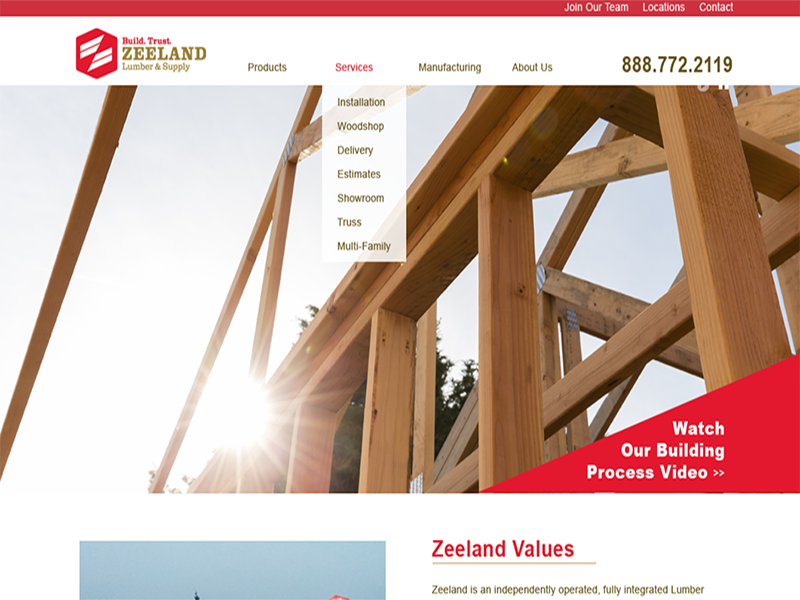 Join Our Team Locations Contact
Build. Trust.
ZEELAND
Lumber & Supply
Products Services Manufacturing About Us 888.772.2119
Installation
Woodshop
Delivery
Estimates
Showroom
Truss
Multi-Family
Watch
Our Building
Process Video >>
Zeeland Values
Zeeland is an independently operated, fully integrated Lumber